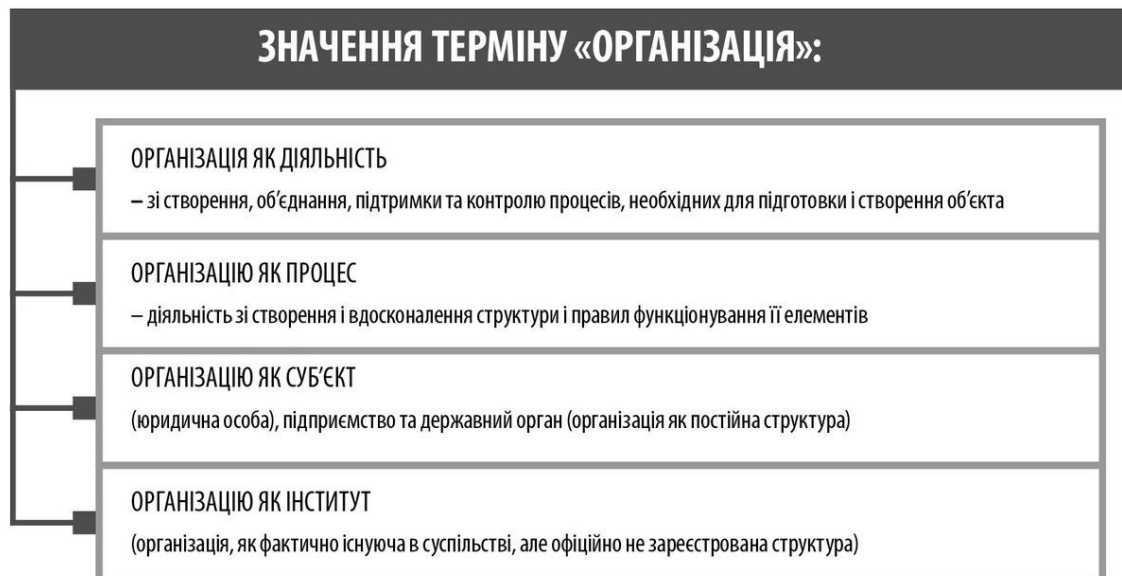 ЗНАЧЕННЯ ТЕРМІНУ «ОРГАНІЗАЦІЯ»:
ОРГАНІЗАЦІЯ ЯК ДІЯЛЬНІСТЬ
– зі створення, об’єднання, підтримки та контролю процесів, необхідних для підготовки і створення об’єкта
ОРГАНІЗАЦІЮ ЯК ПРОЦЕС
– діяльність зі створення і вдосконалення структури і правил функціонування її елементів
ОРГАНІЗАЦІЮ ЯК СУБ’ЄКТ
(юридична особа), підприємство та державний орган (організація як постійна структура)
ОРГАНІЗАЦІЮ ЯК ІНСТИТУТ
(організація, як фактично існуюча в суспільстві, але офіційно не зареєстрована структура)